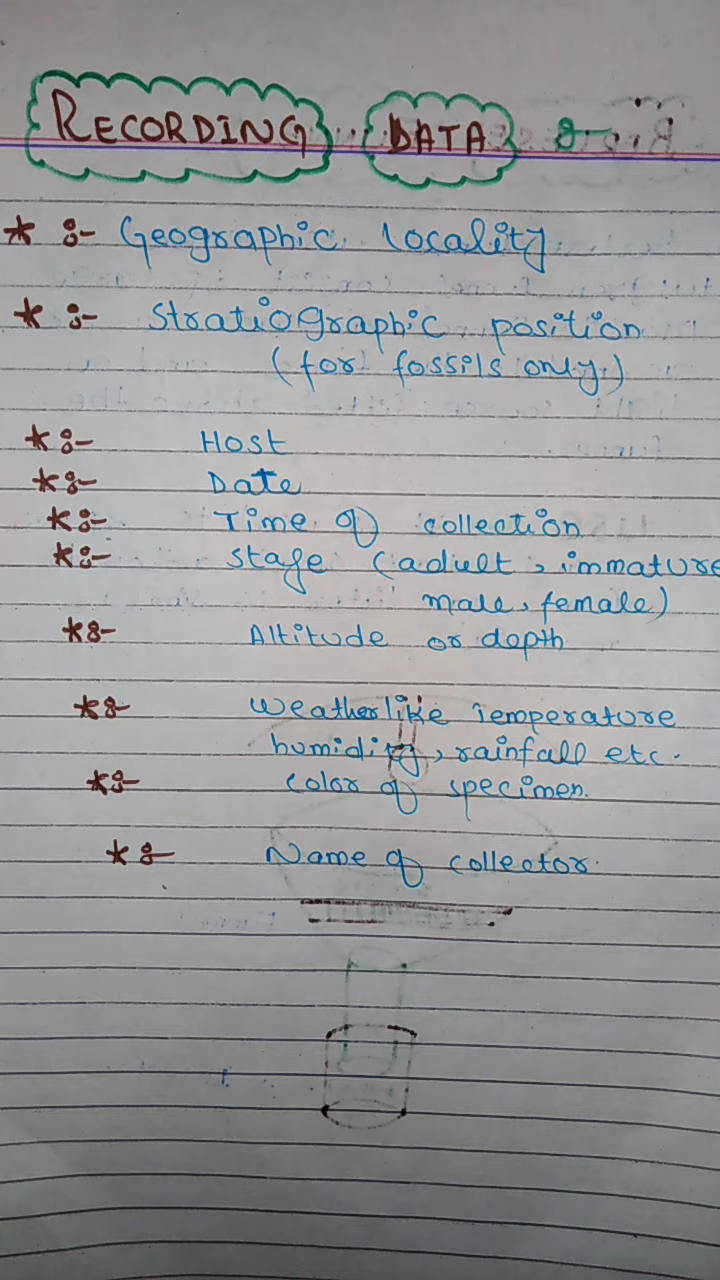 RECORDING DATA :-
* :- Geographic locality
* :- Stratiographic position
(for fossils only.)
* :- Host
* :- Date
* :- Time of collection
* :- Stage (adult, immature
male, female)
* :- Altitude or depth
* :- Weather like Temperature
humidity, rainfall etc.
* :- Color of specimen.
* :- Name of collector.